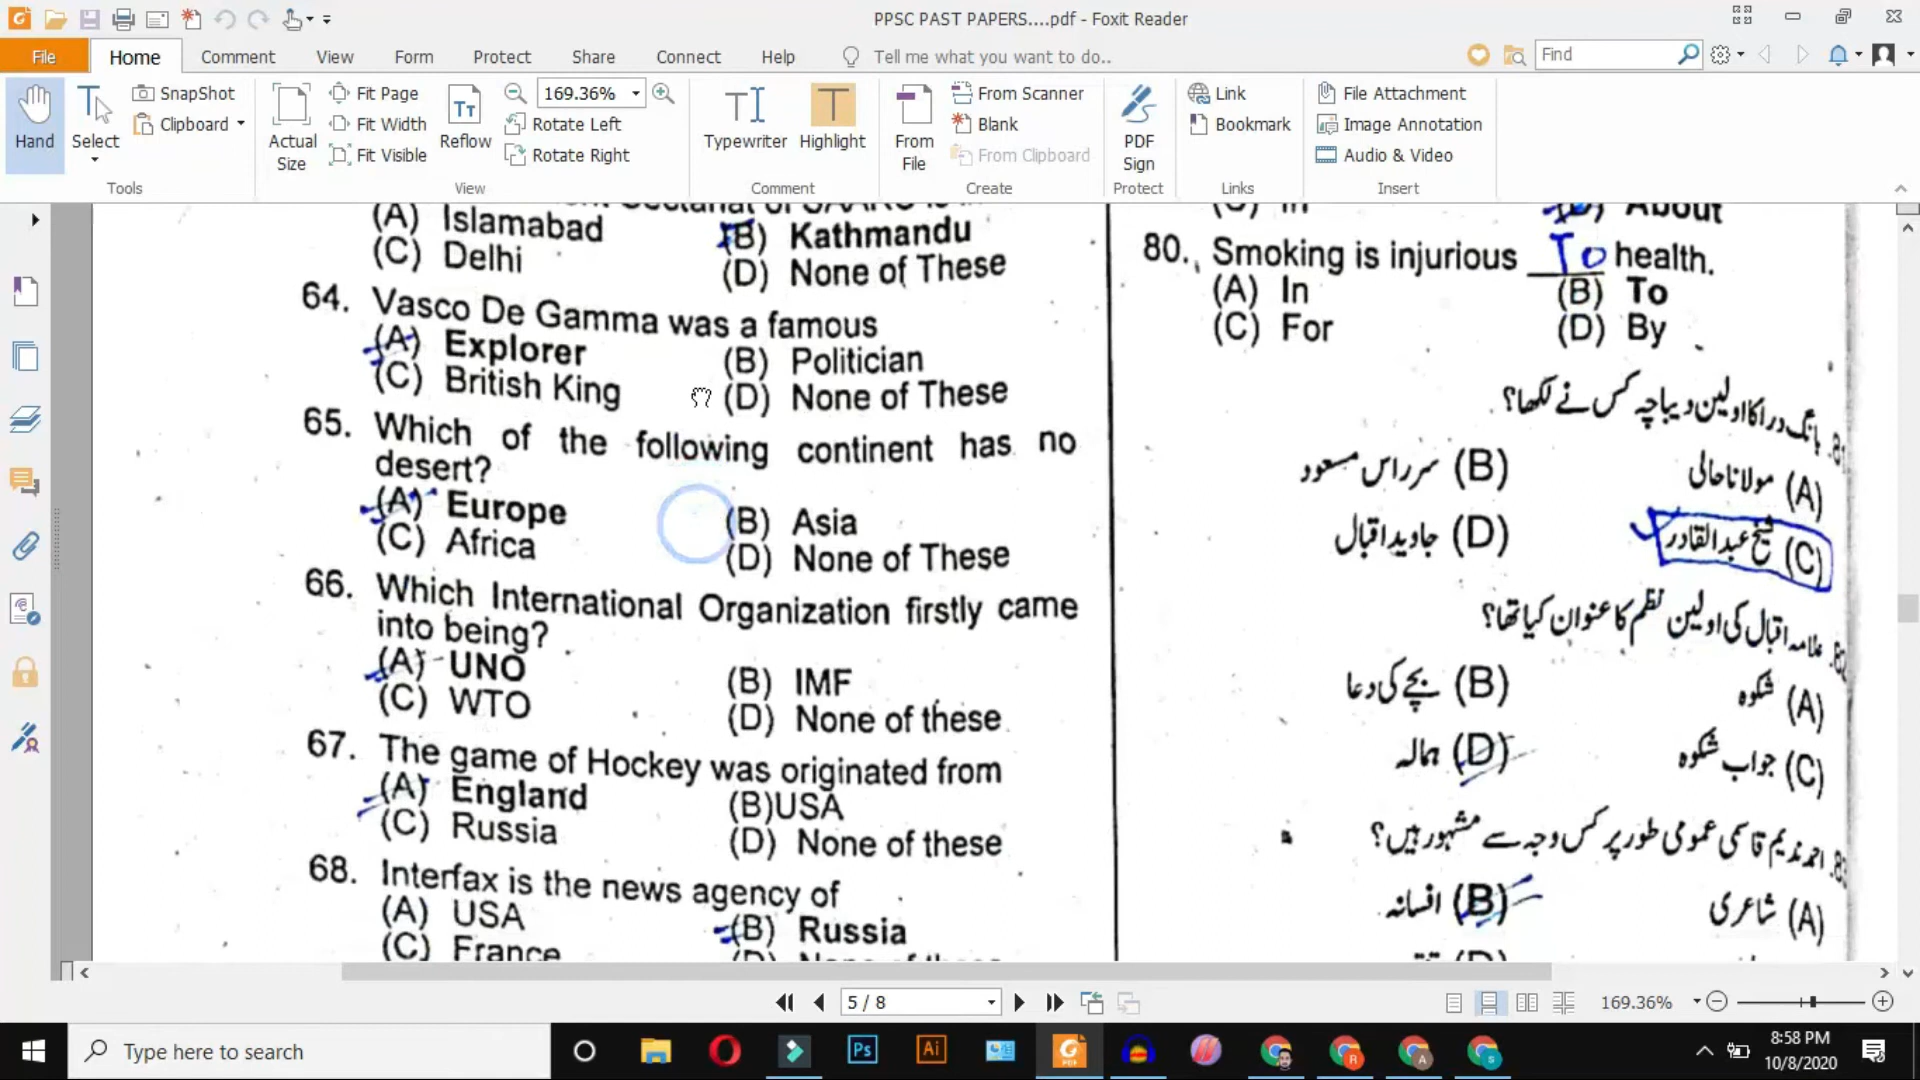 PPSC PAST PAPERS....pdf - Foxit Reader
File
Home
Comment
View
Form
Protect
Share
Connect
Help
Tell me what you want to do..
Find
Hand
Select
SnapShot
Clipboard
Actual Size
Fit Page
Fit Width
Fit Visible
Reflow
169.36%
Rotate Left
Rotate Right
Typewriter
Highlight
From File
From Scanner
Blank
From Clipboard
PDF Sign
Link
Bookmark
File Attachment
Image Annotation
Audio & Video
Tools
View
Comment
Create
Protect
Links
Insert
(A) Islamabad (B) Kathmandu
(C) Delhi (D) None of These
64. Vasco De Gamma was a famous
(A) Explorer (B) Politician
(C) British King (D) None of These
65. Which of the following continent has no
desert?
(A) Europe (B) Asia
(C) Africa (D) None of These
66. Which International Organization firstly came
into being?
(A) UNO (B) IMF
(C) WTO (D) None of these
67. The game of Hockey was originated from
(A) England (B)USA
(C) Russia (D) None of these
68. Interfax is the news agency of
(A) USA (B) Russia
(C) France
(C) In (D) About
80. Smoking is injurious To health.
(A) In (B) To
(C) For (D) By
81. بانگ درا کا اولین دیباچہ کس نے لکھا؟
(A) مولانا حالی (B) سر راس مسعود
(C) شیخ عبدالقادر (D) جاوید اقبال
82. علامہ اقبال کی اولین نظم کا عنوان کیا تھا؟
(A) شکوہ (B) بچے کی دعا
(C) جواب شکوہ (D) ہمالہ
83. احمد ندیم قاسمی عمومی طور پر کس وجہ سے مشہور ہیں؟
(A) شاعری (B) افسانہ
5 / 8
169.36%
Type here to search
Ps
Ai
8:58 PM
10/8/2020